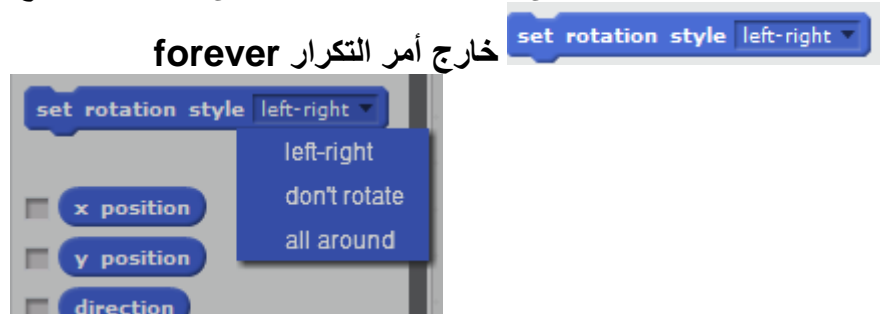 set rotation style left-right خارج أمر التكرار forever
set rotation style left-right
left-right
don't rotate
all around
x position
y position
direction